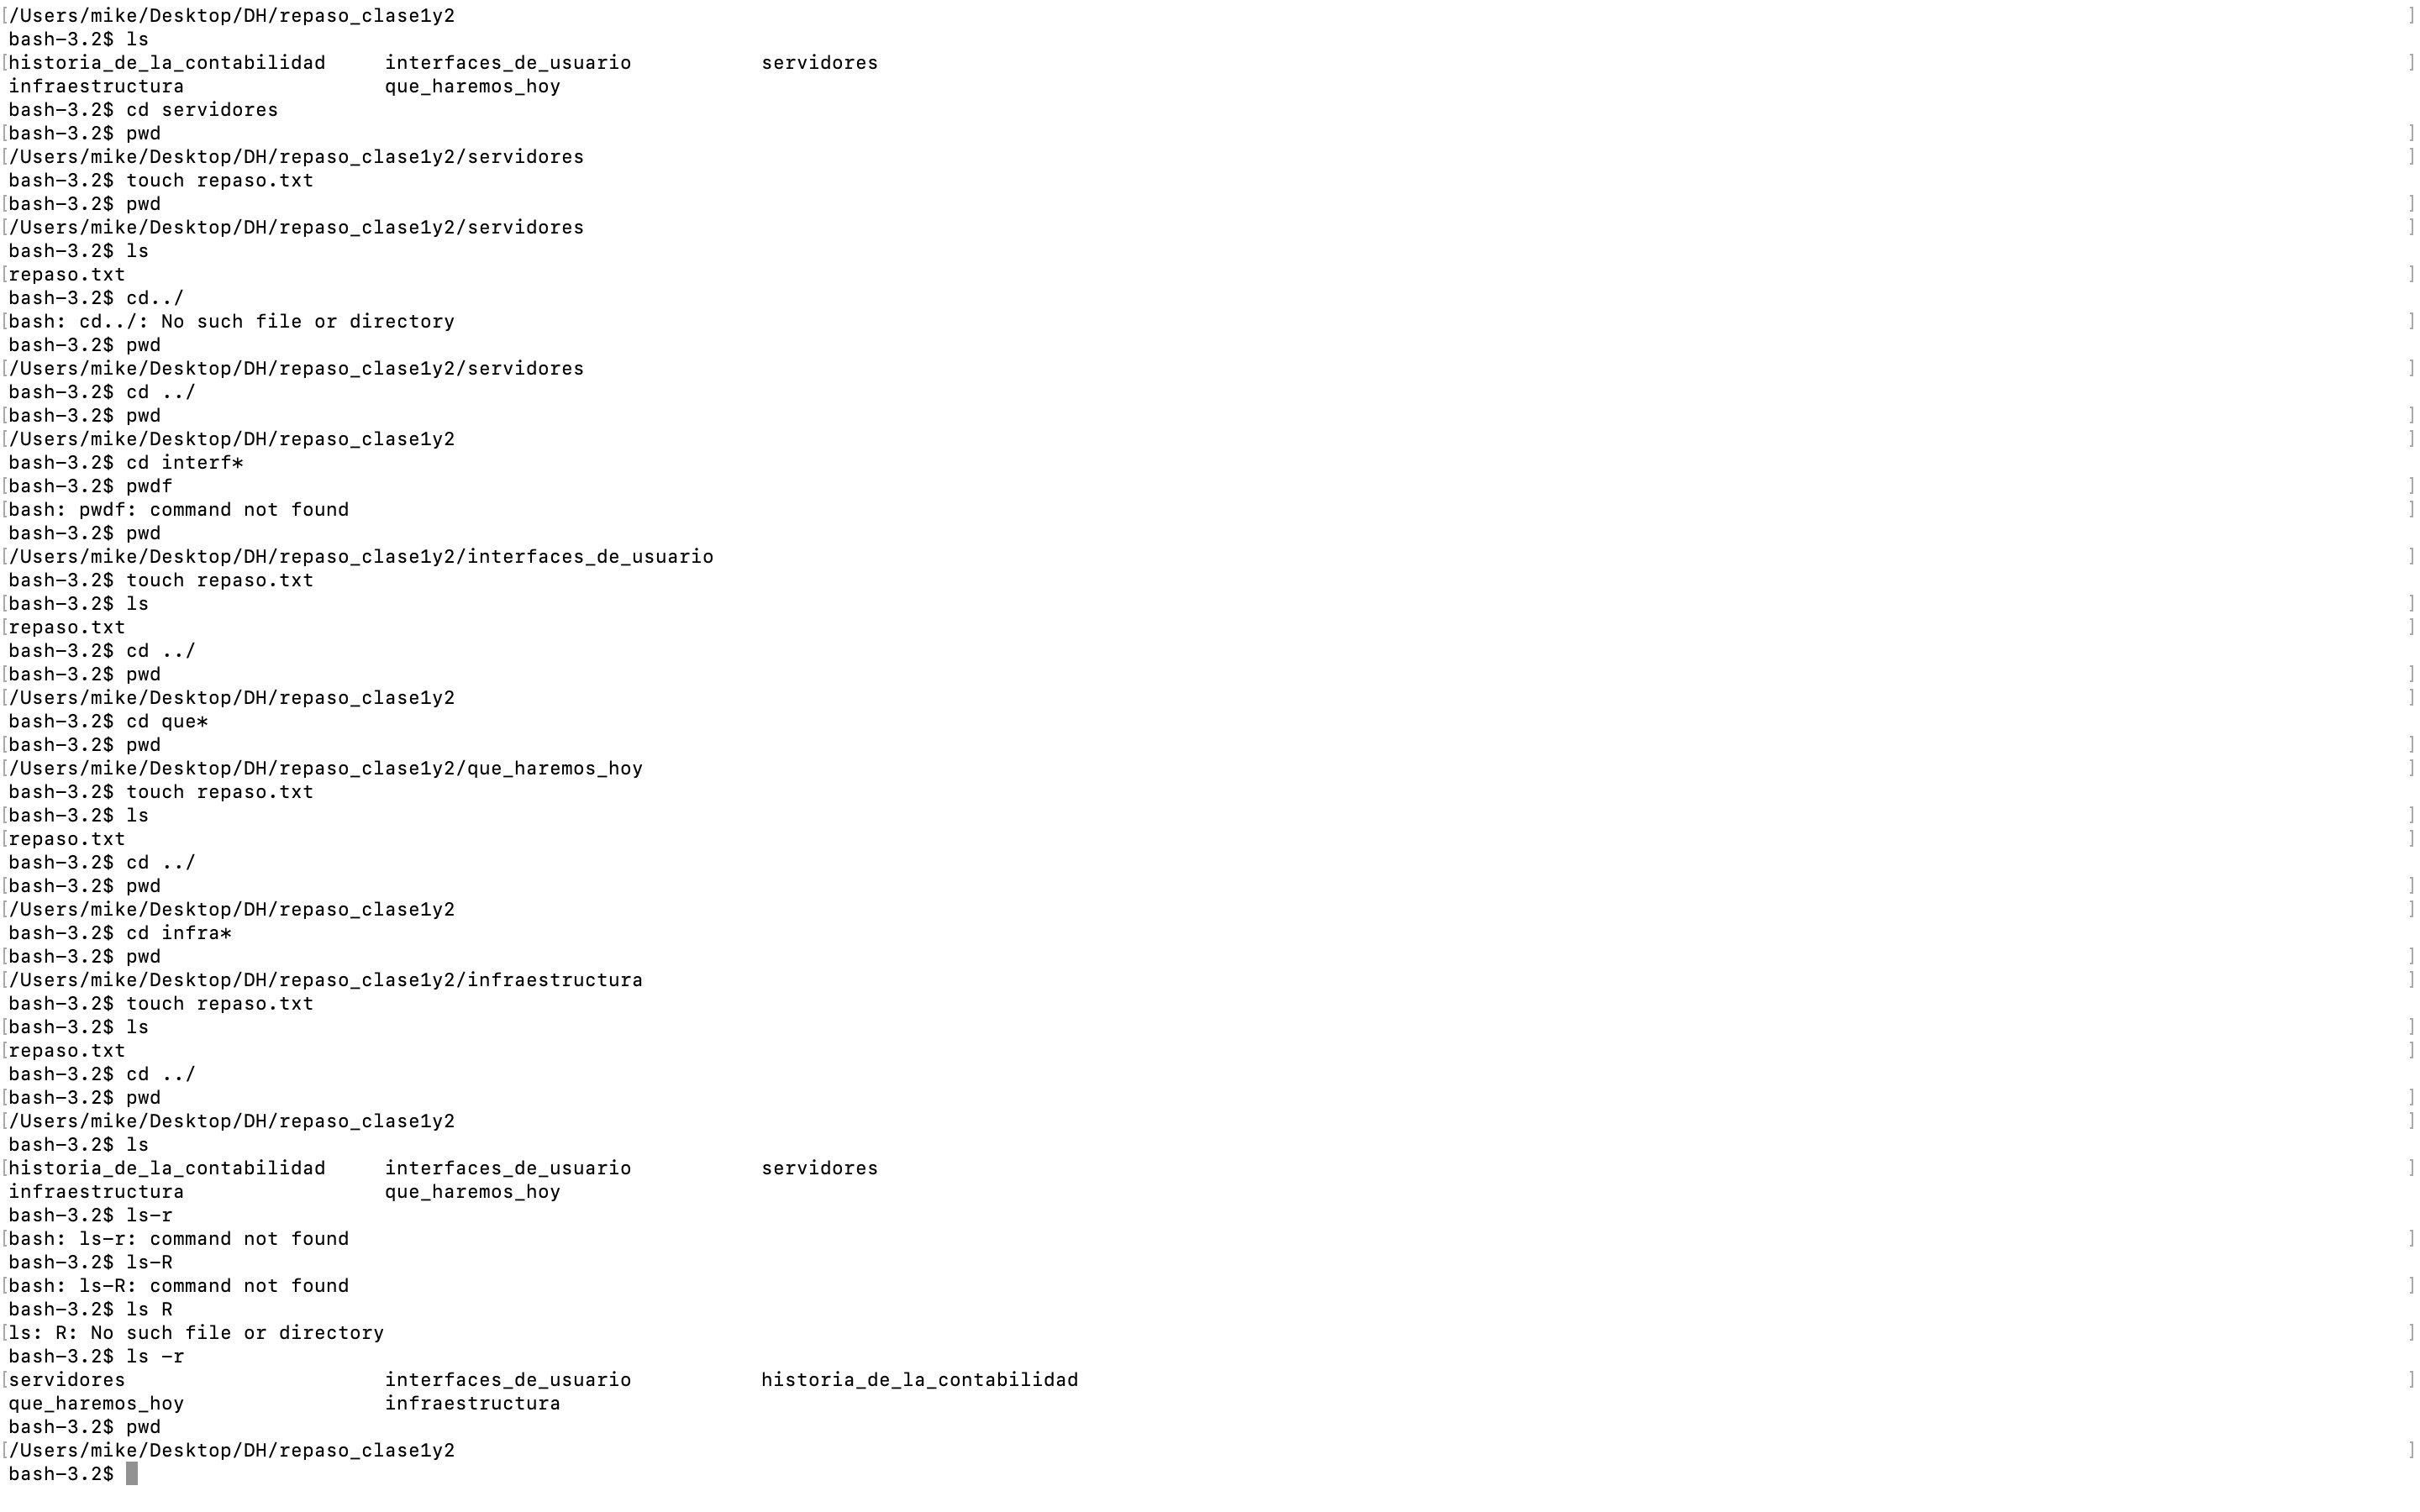 [/Users/mike/Desktop/DH/repaso_clase1y2 ]
bash-3.2$ ls
[historia_de_la_contabilidad interfaces_de_usuario servidores ]
infraestructura que_haremos_hoy
bash-3.2$ cd servidores
[bash-3.2$ pwd ]
[/Users/mike/Desktop/DH/repaso_clase1y2/servidores ]
bash-3.2$ touch repaso.txt
[bash-3.2$ pwd ]
[/Users/mike/Desktop/DH/repaso_clase1y2/servidores ]
bash-3.2$ ls
[repaso.txt ]
bash-3.2$ cd../
[bash: cd../: No such file or directory ]
bash-3.2$ pwd
[/Users/mike/Desktop/DH/repaso_clase1y2/servidores ]
bash-3.2$ cd ../
[bash-3.2$ pwd ]
[/Users/mike/Desktop/DH/repaso_clase1y2 ]
bash-3.2$ cd interf*
[bash-3.2$ pwdf ]
[bash: pwdf: command not found ]
bash-3.2$ pwd
[/Users/mike/Desktop/DH/repaso_clase1y2/interfaces_de_usuario ]
bash-3.2$ touch repaso.txt
[bash-3.2$ ls ]
[repaso.txt ]
bash-3.2$ cd ../
[bash-3.2$ pwd ]
[/Users/mike/Desktop/DH/repaso_clase1y2 ]
bash-3.2$ cd que*
[bash-3.2$ pwd ]
[/Users/mike/Desktop/DH/repaso_clase1y2/que_haremos_hoy ]
bash-3.2$ touch repaso.txt
[bash-3.2$ ls ]
[repaso.txt ]
bash-3.2$ cd ../
[bash-3.2$ pwd ]
[/Users/mike/Desktop/DH/repaso_clase1y2 ]
bash-3.2$ cd infra*
[bash-3.2$ pwd ]
[/Users/mike/Desktop/DH/repaso_clase1y2/infraestructura ]
bash-3.2$ touch repaso.txt
[bash-3.2$ ls ]
[repaso.txt ]
bash-3.2$ cd ../
[bash-3.2$ pwd ]
[/Users/mike/Desktop/DH/repaso_clase1y2 ]
bash-3.2$ ls
[historia_de_la_contabilidad interfaces_de_usuario servidores ]
infraestructura que_haremos_hoy
bash-3.2$ ls-r
[bash: ls-r: command not found ]
bash-3.2$ ls-R
[bash: ls-R: command not found ]
bash-3.2$ ls R
[ls: R: No such file or directory ]
bash-3.2$ ls -r
[servidores interfaces_de_usuario historia_de_la_contabilidad ]
que_haremos_hoy infraestructura
bash-3.2$ pwd
[/Users/mike/Desktop/DH/repaso_clase1y2 ]
bash-3.2$